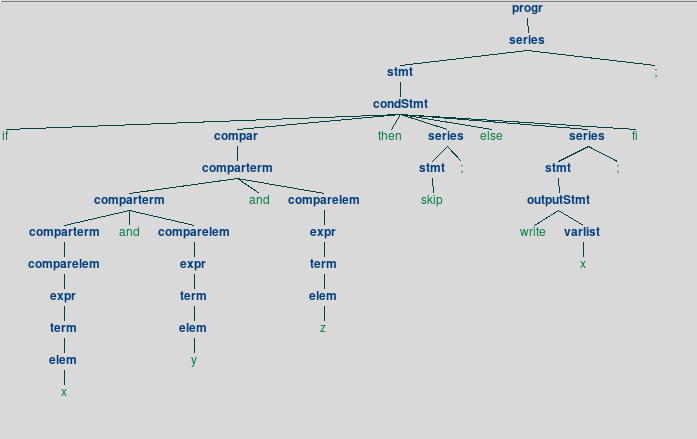 progr
series
stmt ;
condStmt
if compar then series else series fi
comparterm stmt ; stmt ;
comparterm and comparelem skip outputStmt
comparterm and comparelem expr write varlist
comparelem expr term x
expr term elem
term elem z
elem y
x